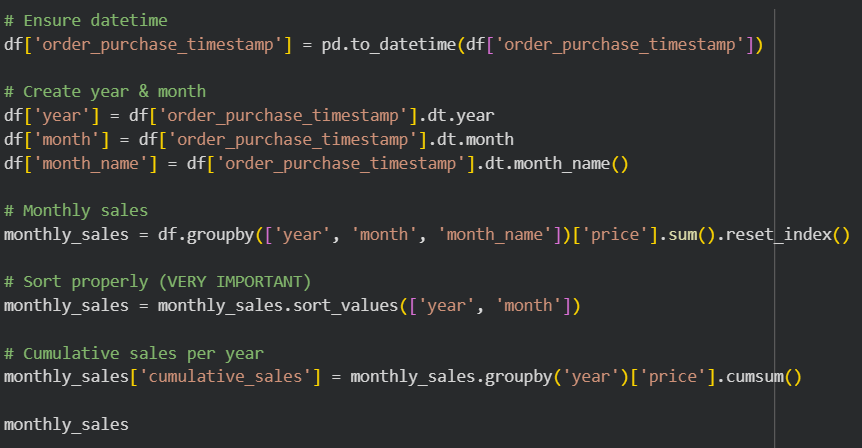 # Ensure datetime
df['order_purchase_timestamp'] = pd.to_datetime(df['order_purchase_timestamp'])
# Create year & month
df['year'] = df['order_purchase_timestamp'].dt.year
df['month'] = df['order_purchase_timestamp'].dt.month
df['month_name'] = df['order_purchase_timestamp'].dt.month_name()
# Monthly sales
monthly_sales = df.groupby(['year', 'month', 'month_name'])['price'].sum().reset_index()
# Sort properly (VERY IMPORTANT)
monthly_sales = monthly_sales.sort_values(['year', 'month'])
# Cumulative sales per year
monthly_sales['cumulative_sales'] = monthly_sales.groupby('year')['price'].cumsum()
monthly_sales